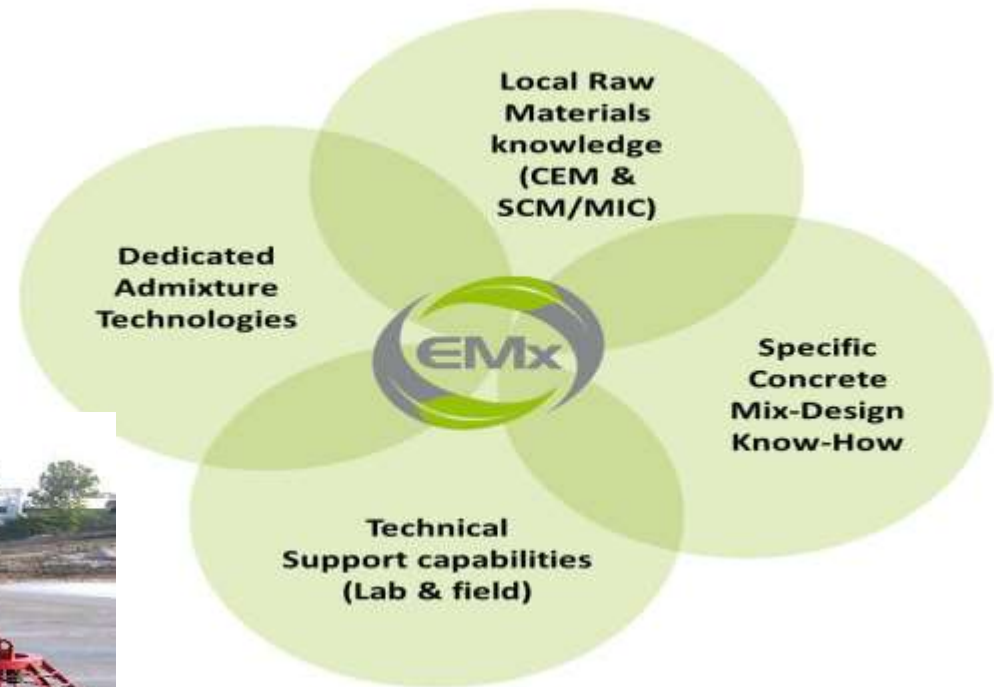 Local Raw
Materials
knowledge
(CEM &
SCM/MIC)
Dedicated
Admixture
Technologies
EMx
Specific
Concrete
Mix-Design
Know-How
Technical
Support capabilities
(Lab & field)